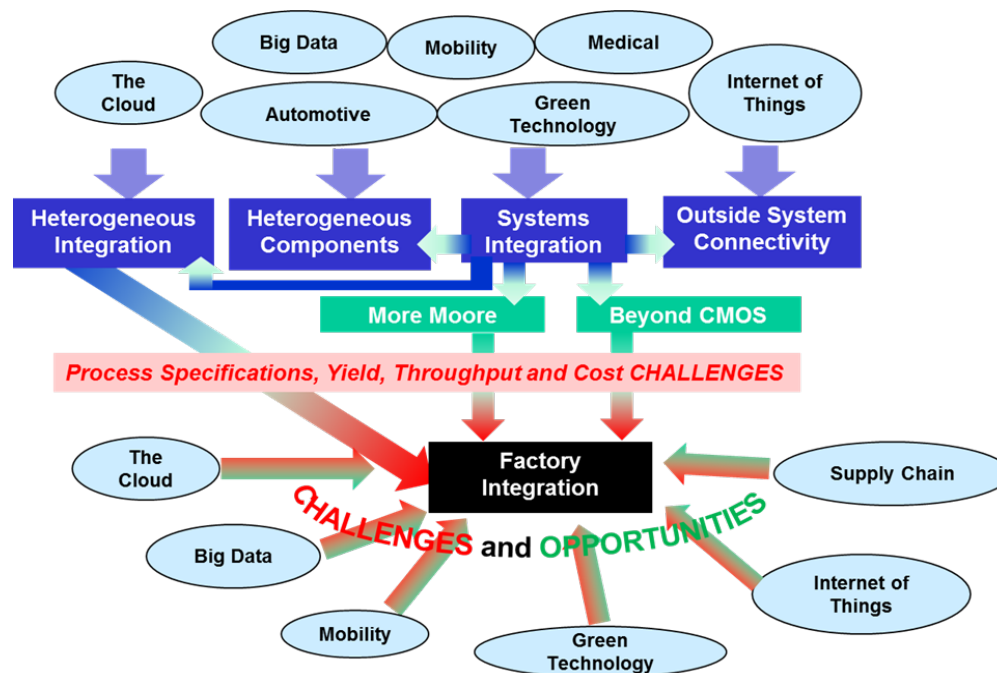 Big Data
Mobility
Medical
The
Cloud
Internet of
Things
Automotive
Green
Technology
Heterogeneous
Integration
Heterogeneous
Components
Systems
Integration
Outside System
Connectivity
More Moore
Beyond CMOS
Process Specifications, Yield, Throughput and Cost CHALLENGES
The
Cloud
Factory
Integration
Supply Chain
CHALLENGES and OPPORTUNITIES
Big Data
Internet of
Things
Mobility
Green
Technology